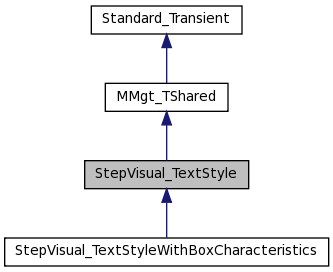 Standard_Transient
MMgt_TShared
StepVisual_TextStyle
StepVisual_TextStyleWithBoxCharacteristics